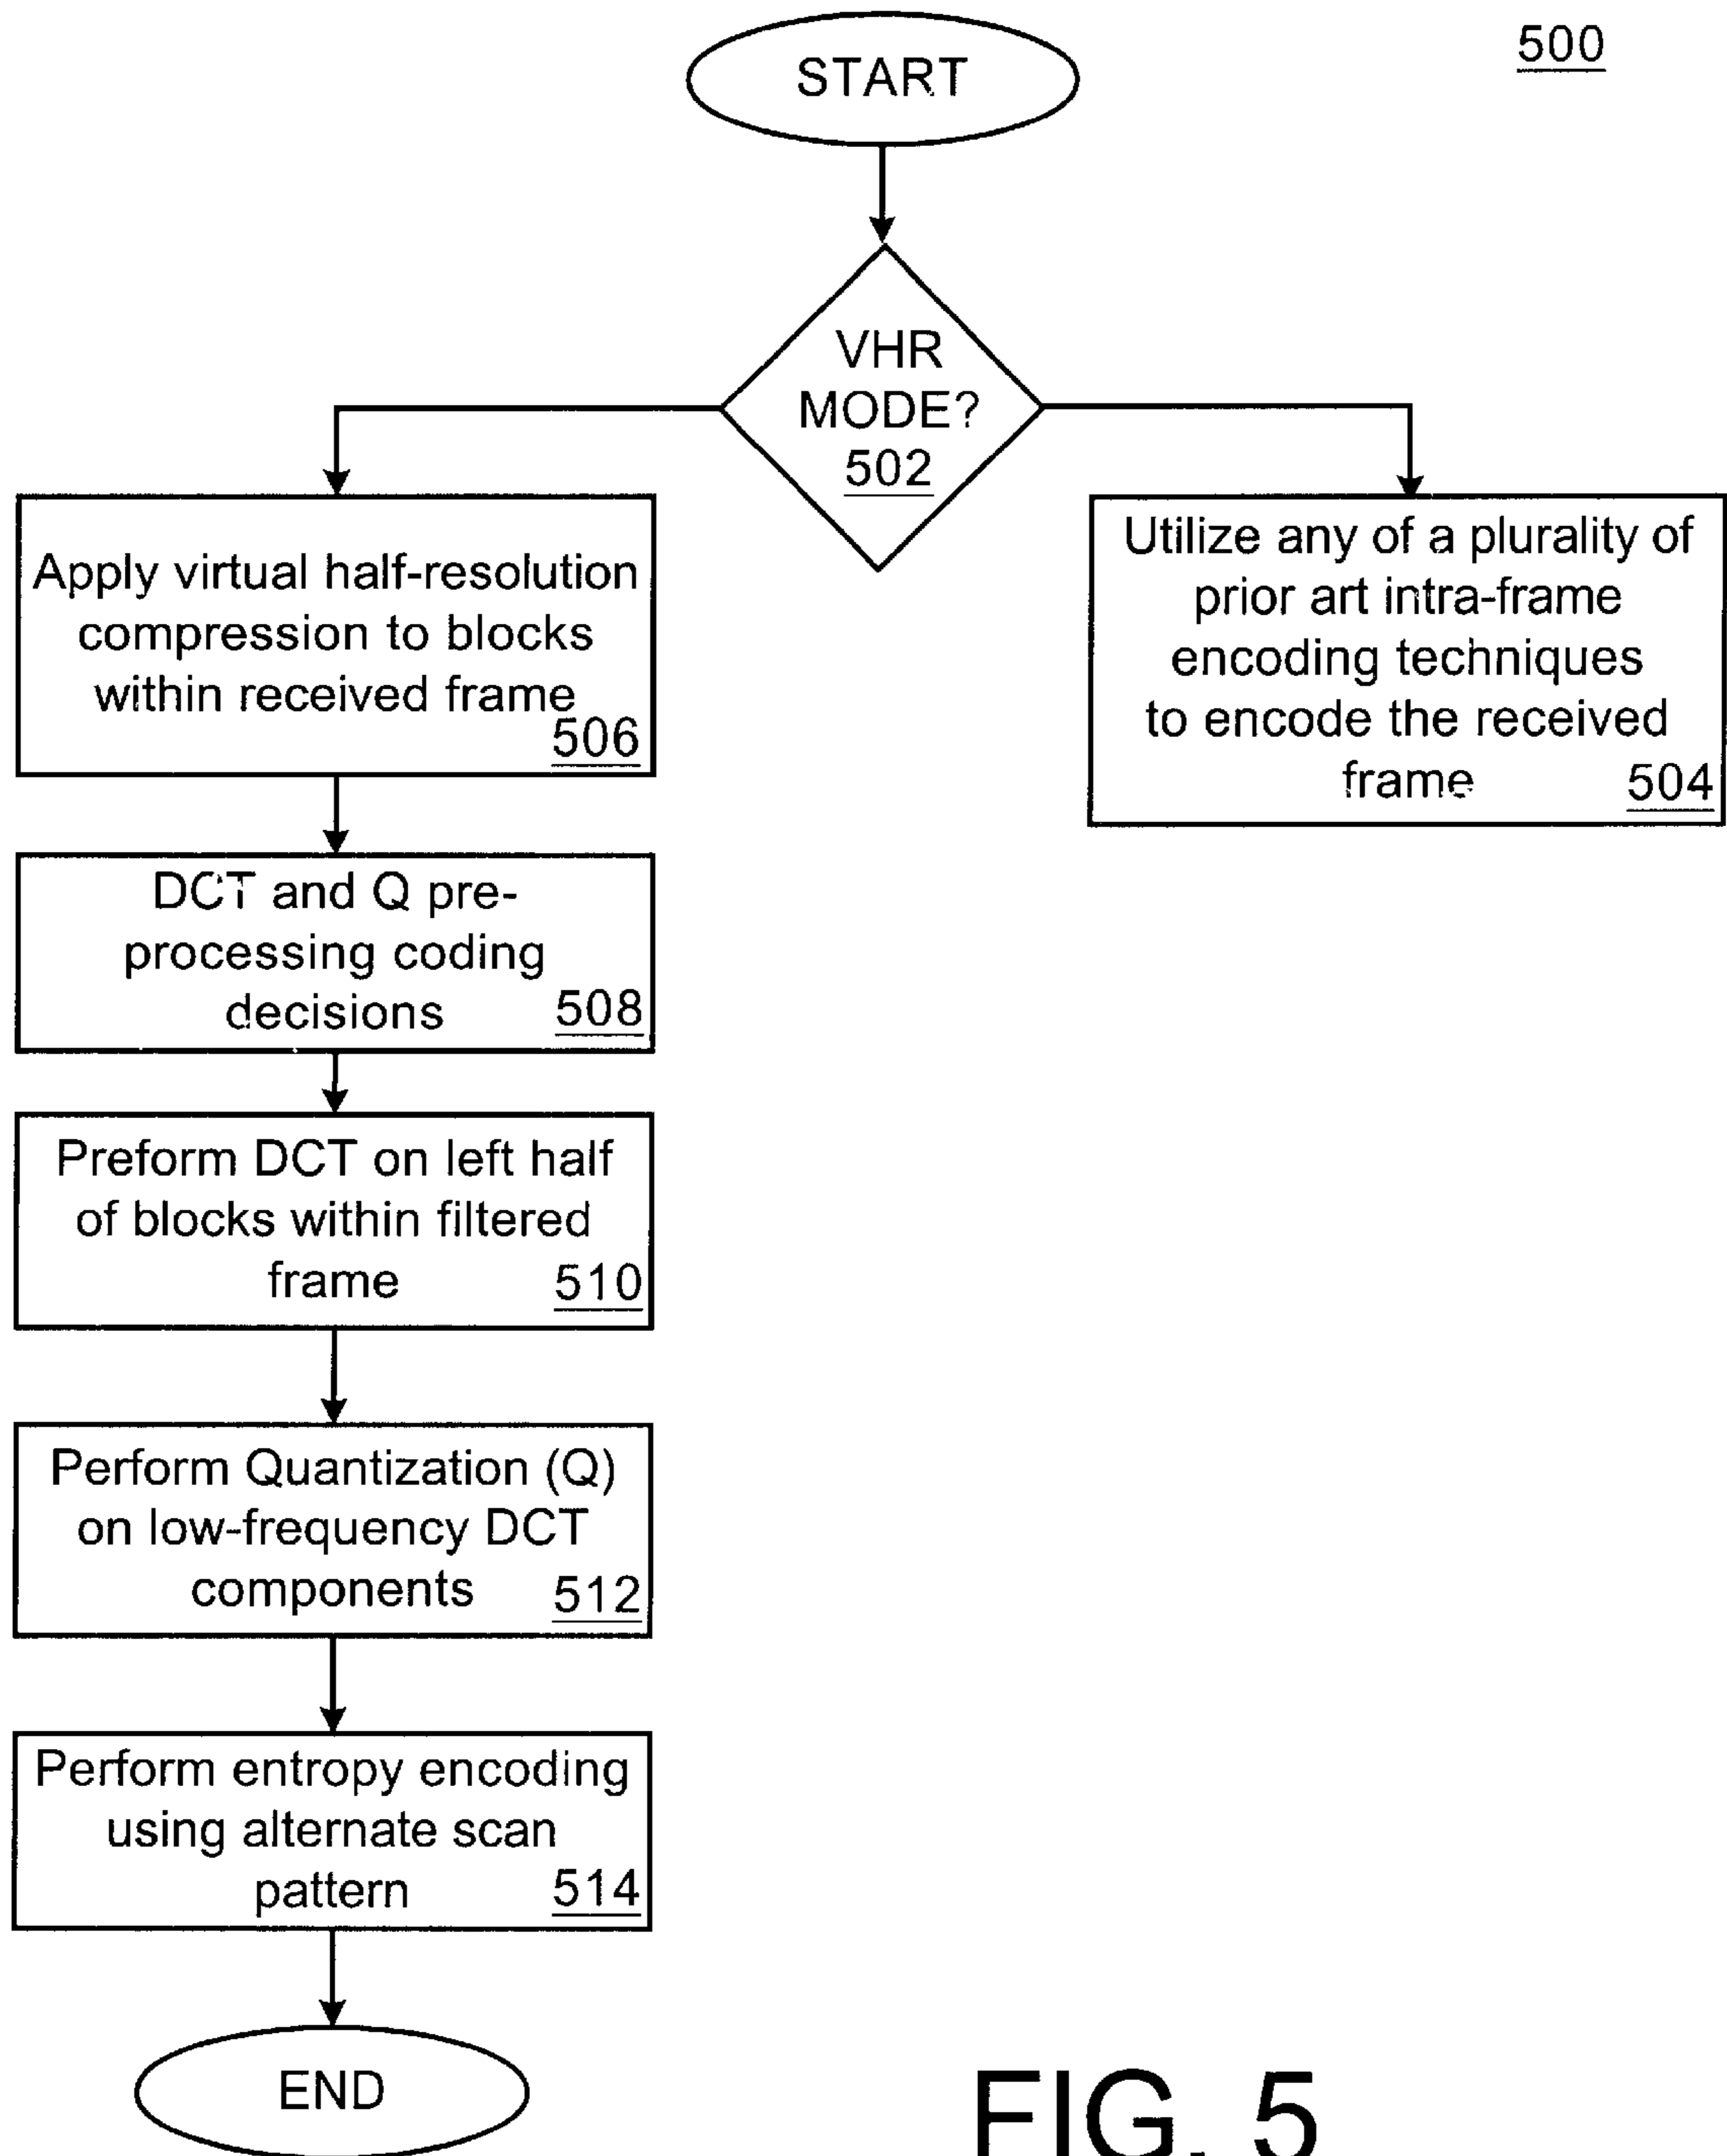 500
START
VHR
MODE?
502
Apply virtual half-resolution
compression to blocks
within received frame
506
Utilize any of a plurality of
prior art intra-frame
encoding techniques
to encode the received
frame 504
DCT and Q pre-
processing coding
decisions 508
Preform DCT on left half
of blocks within filtered
frame 510
Perform Quantization (Q)
on low-frequency DCT
components 512
Perform entropy encoding
using alternate scan
pattern 514
END
FIG. 5